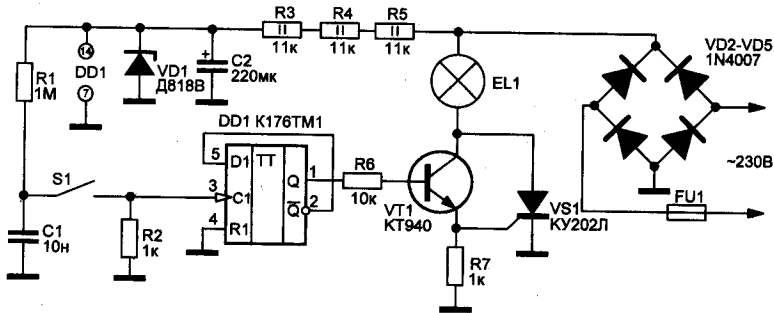 R3
R4
R5
11к
11к
11к
R1
1М
14
DD1
7
VD1
Д818В
+
C2
220мк
EL1
VD2-VD5
1N4007
~230В
FU1
S1
C1
10н
R2
1к
DD1 К176ТМ1
5
D1
TT
Q
1
3
C1
Q
2
4
R1
R6
10к
VT1
КТ940
VS1
КУ202Л
R7
1к